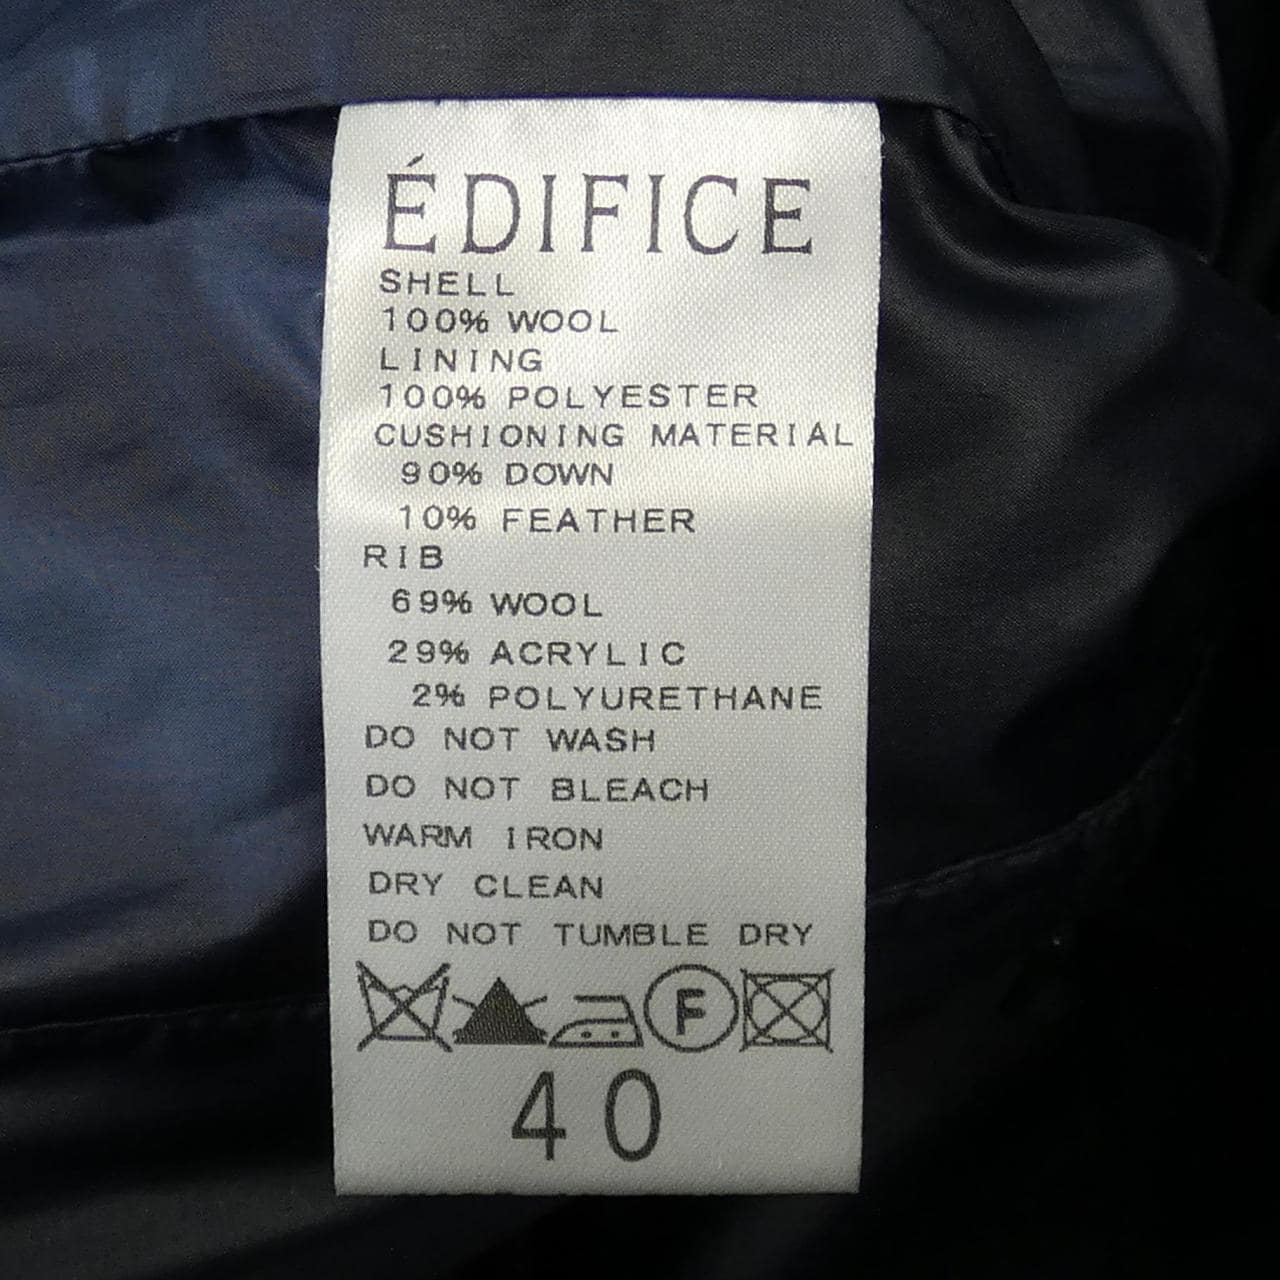 ÉDIFICE
SHELL
100% WOOL
LINING
100% POLYESTER
CUSHIONING MATERIAL
90% DOWN
10% FEATHER
RIB
69% WOOL
29% ACRYLIC
2% POLYURETHANE
DO NOT WASH
DO NOT BLEACH
WARM IRON
DRY CLEAN
DO NOT TUMBLE DRY
F
40